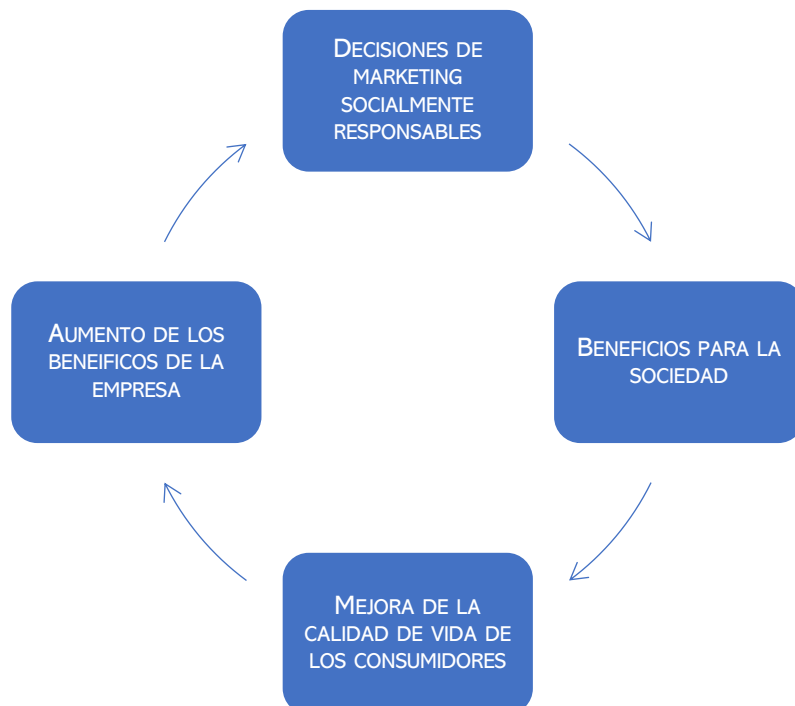 DECISIONES DE
MARKETING
SOCIALMENTE
RESPONSABLES
BENEFICIOS PARA LA
SOCIEDAD
MEJORA DE LA
CALIDAD DE VIDA DE
LOS CONSUMIDORES
AUMENTO DE LOS
BENEIFICOS DE LA
EMPRESA